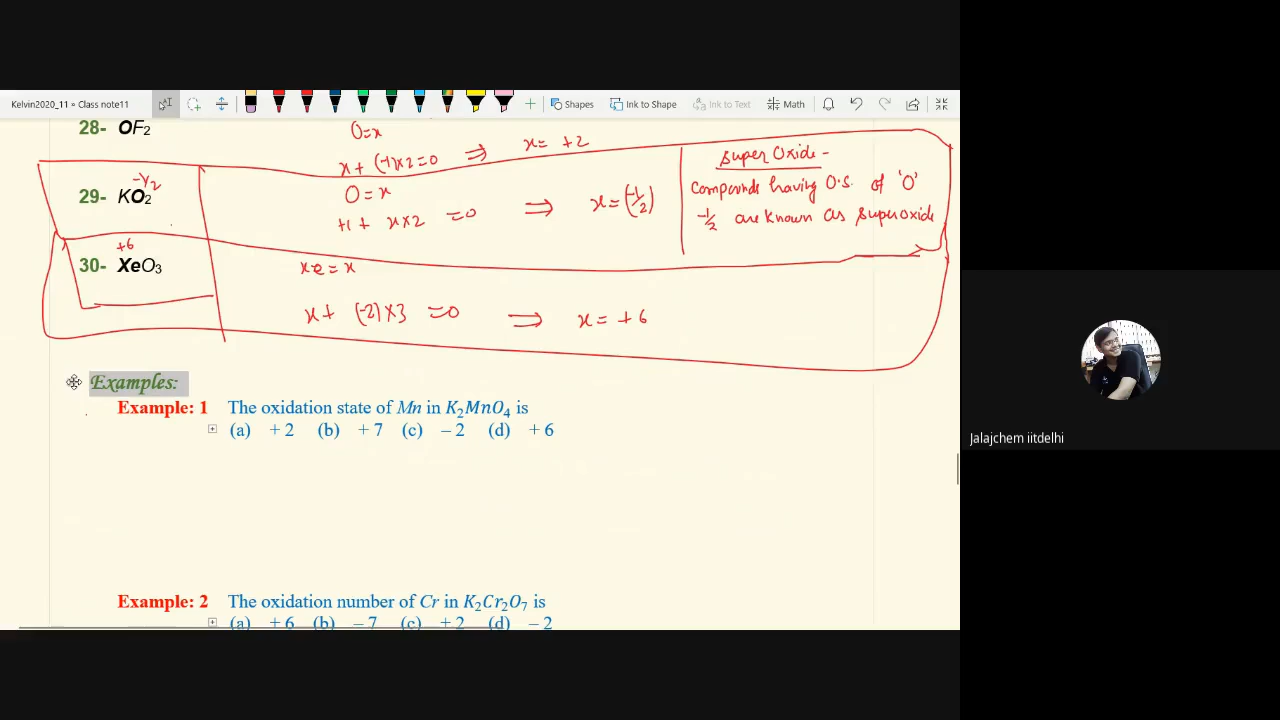 Kelvin2020_11 » Class note11
Shapes
Ink to Shape
Ink to Text
Math
28- OF₂
O=x
x+ (-1)x2=0 ⇒ x= +2
29- KO₂
-1/2
O=x
+1 + x×2 =0 ⇒ x=(-1/2)
Super Oxide -
Compounds having O.S. of 'O'
-1/2 are known as Superoxide
+6
30- XeO₃
xe = x
x+ (-2)×3 =0 ⇒ x= +6
Examples:
Example: 1 The oxidation state of Mn in K₂MnO₄ is
(a) +2 (b) +7 (c) -2 (d) +6
Example: 2 The oxidation number of Cr in K₂Cr₂O₇ is
(a) +6 (b) -7 (c) +2 (d) -2
Jalajchem iitdelhi